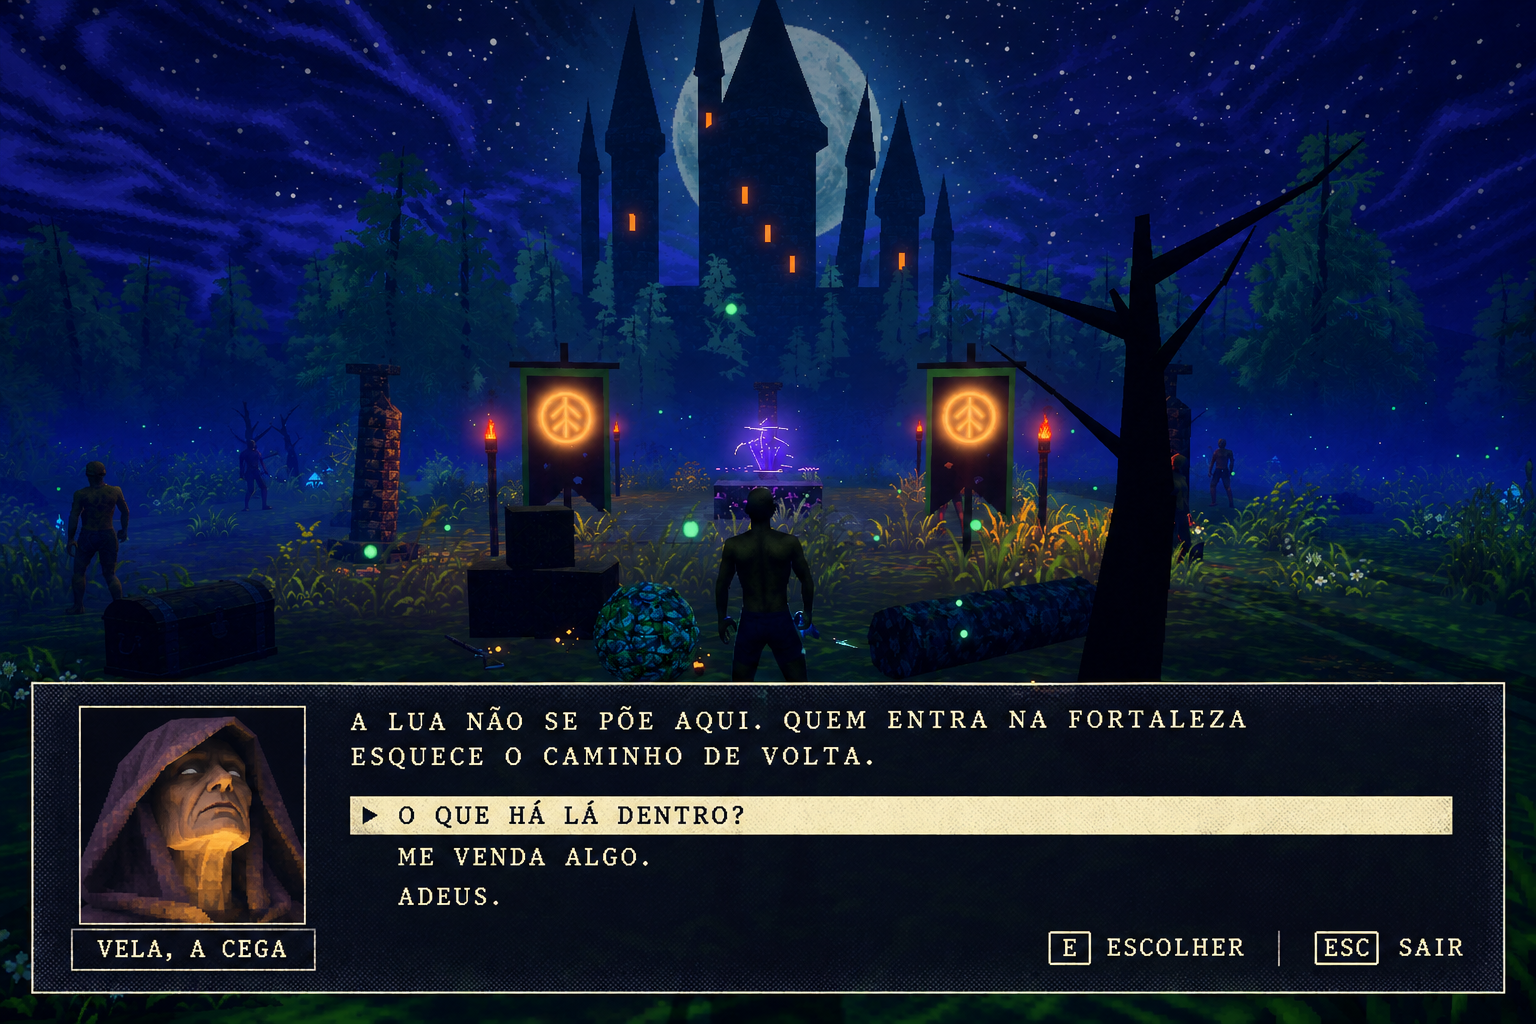 A LUA NÃO SE PÕE AQUI. QUEM ENTRA NA FORTALEZA
ESQUECE O CAMINHO DE VOLTA.
O QUE HÁ LÁ DENTRO?
ME VENDA ALGO.
ADEUS.
VELA, A CEGA
E ESCOLHER
ESC SAIR